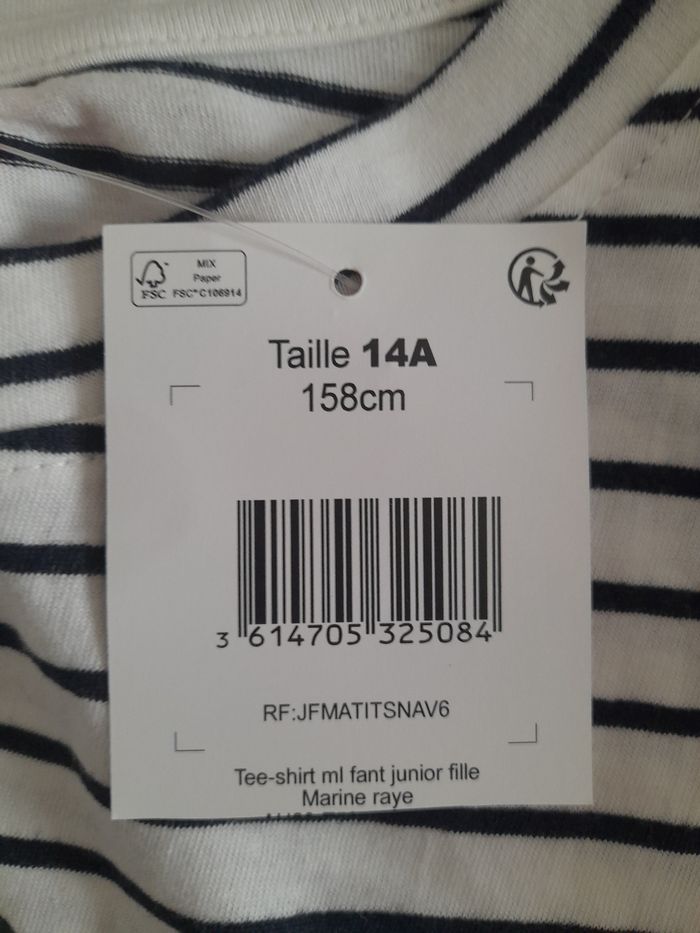 MIX
Paper
FSC FSC® C106914
Taille 14A
158cm
3 614705 325084
RF:JFMATITSNAV6
Tee-shirt ml fant junior fille
Marine raye